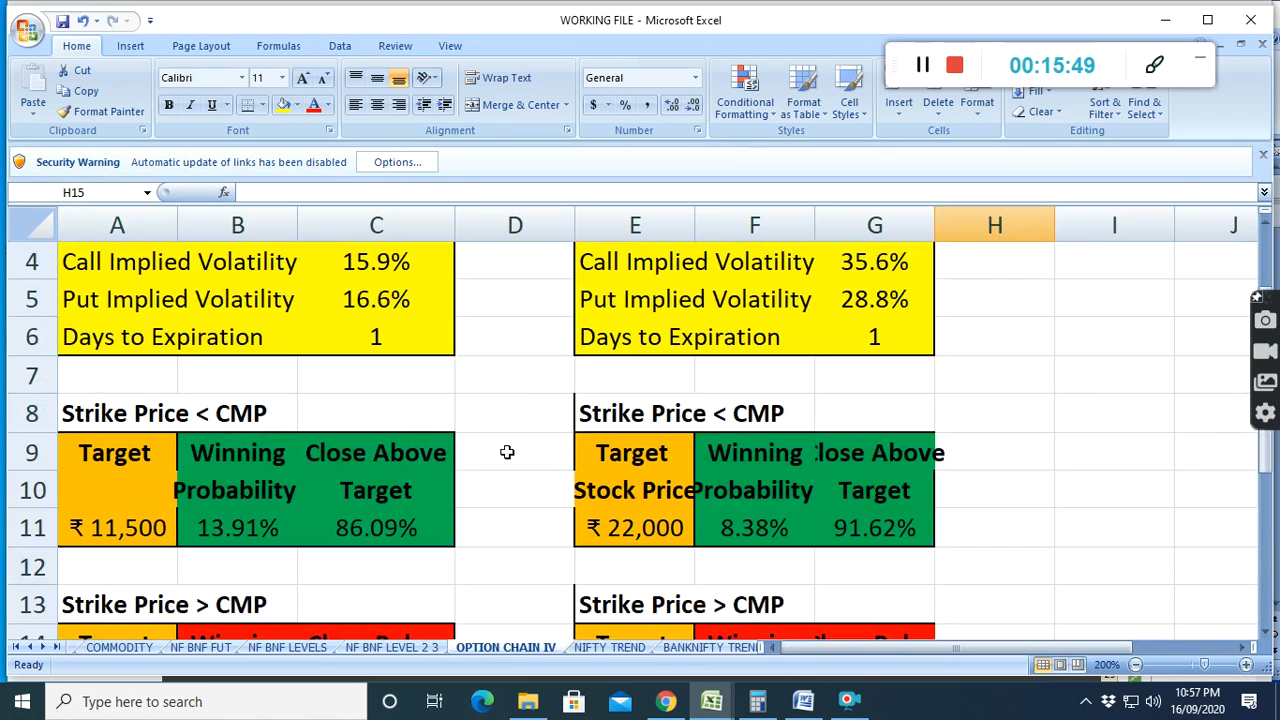 WORKING FILE - Microsoft Excel
Home Insert Page Layout Formulas Data Review View
00:15:49
Paste
Cut
Copy
Format Painter
Clipboard
Calibri 11
B I U
Font
Wrap Text
Merge & Center
Alignment
General
$ % ,
Number
Conditional Formatting
Format as Table
Cell Styles
Styles
Insert Delete Format
Cells
Fill
Clear
Sort & Filter
Find & Select
Editing
Security Warning Automatic update of links has been disabled Options...
H15 fx
A B C D E F G H I J
4 Call Implied Volatility 15.9% Call Implied Volatility 35.6%
5 Put Implied Volatility 16.6% Put Implied Volatility 28.8%
6 Days to Expiration 1 Days to Expiration 1
7
8 Strike Price < CMP Strike Price < CMP
9 Target Winning Close Above Target Winning Close Above
10 Probability Target Stock Price Probability Target
11 ₹ 11,500 13.91% 86.09% ₹ 22,000 8.38% 91.62%
12
13 Strike Price > CMP Strike Price > CMP
14
COMMODITY NF BNF FUT NF BNF LEVELS NF BNF LEVEL 2 3 OPTION CHAIN IV NIFTY TREND BANKNIFTY TREND
Ready 200%
Type here to search
10:57 PM
16/09/2020